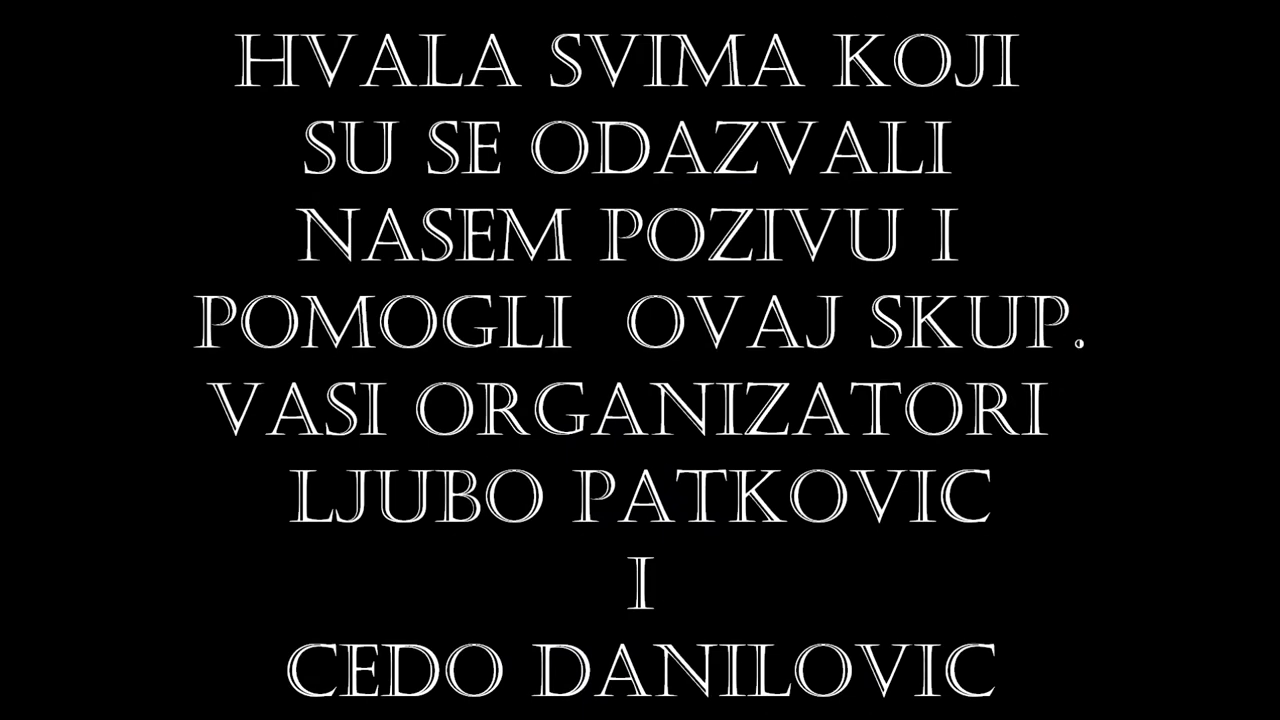 HVALA SVIMA KOJI
SU SE ODAZVALI
NASEM POZIVU I
POMOGLI OVAJ SKUP.
VASI ORGANIZATORI
LJUBO PATKOVIC
I
CEDO DANILOVIC